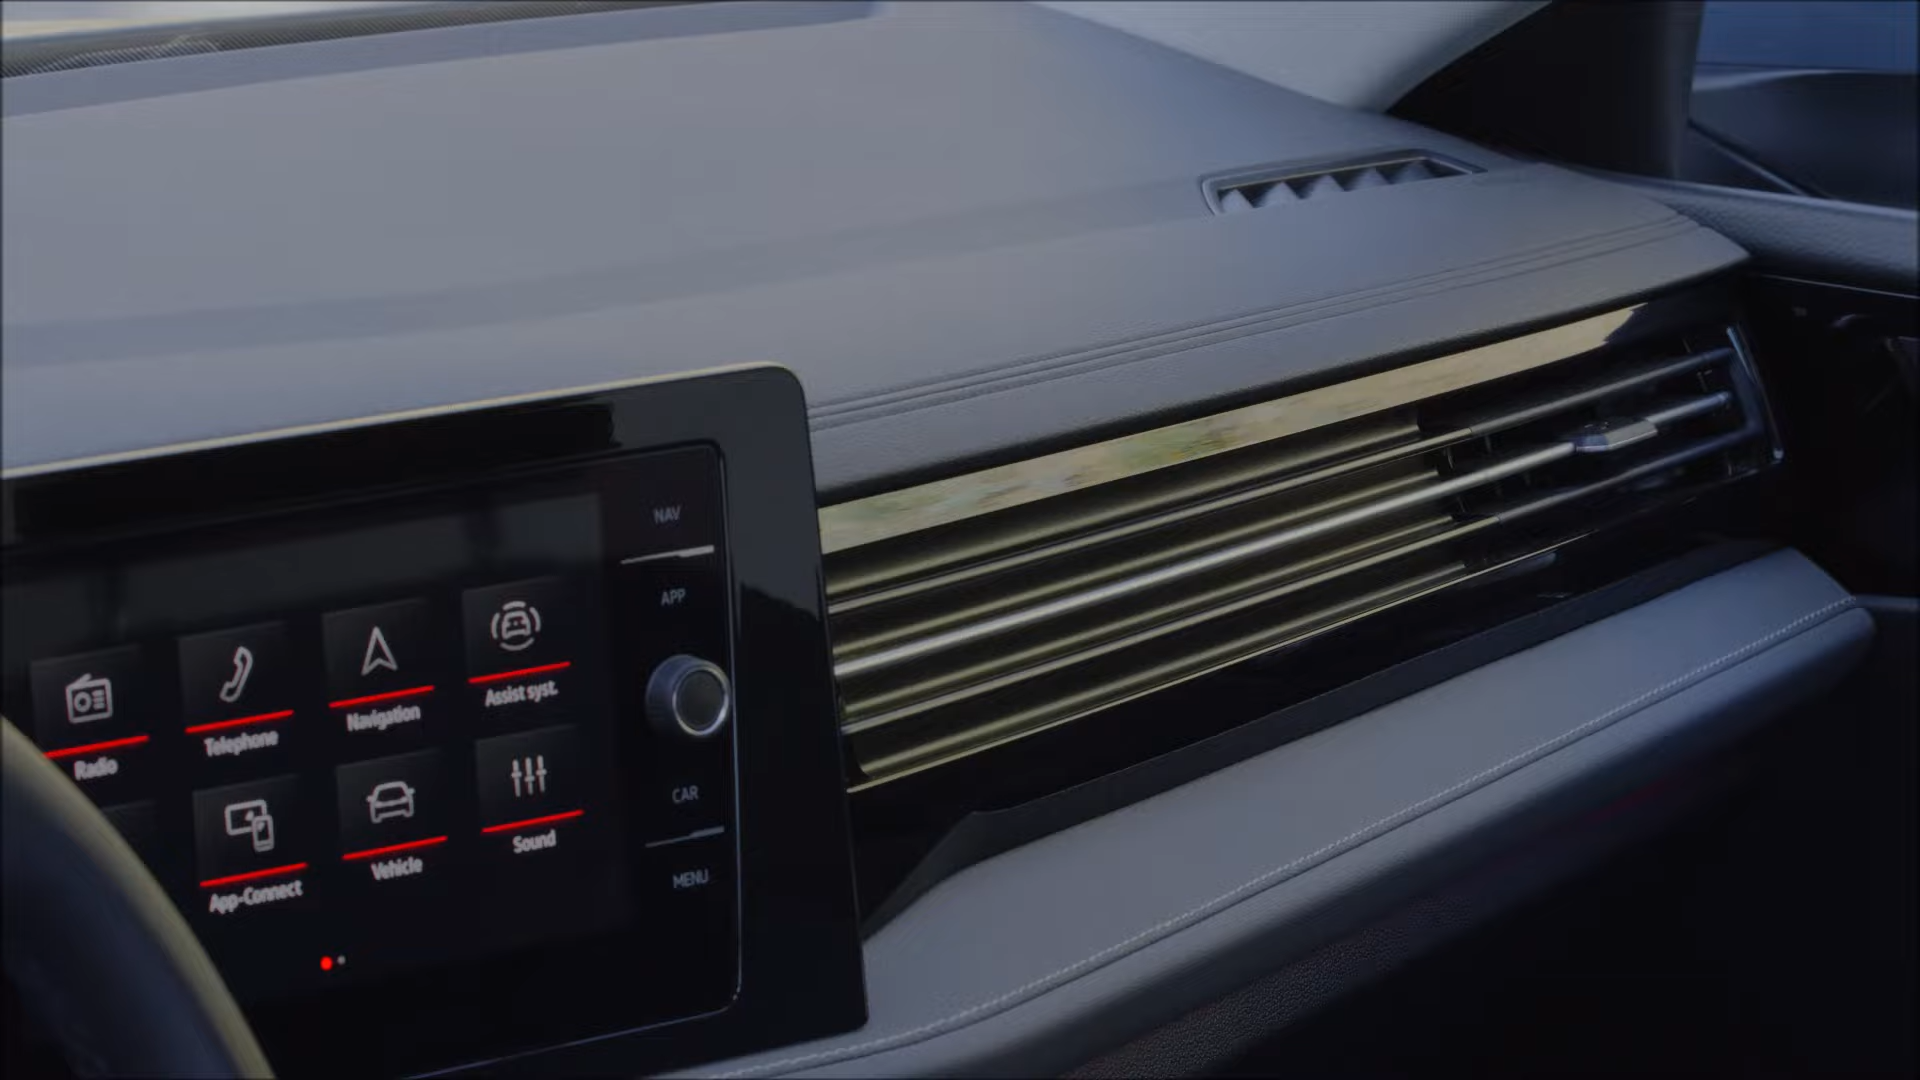 NAV
APP
Radio
Telephone
Navigation
Assist syst.
App-Connect
Vehicle
Sound
CAR
MENU